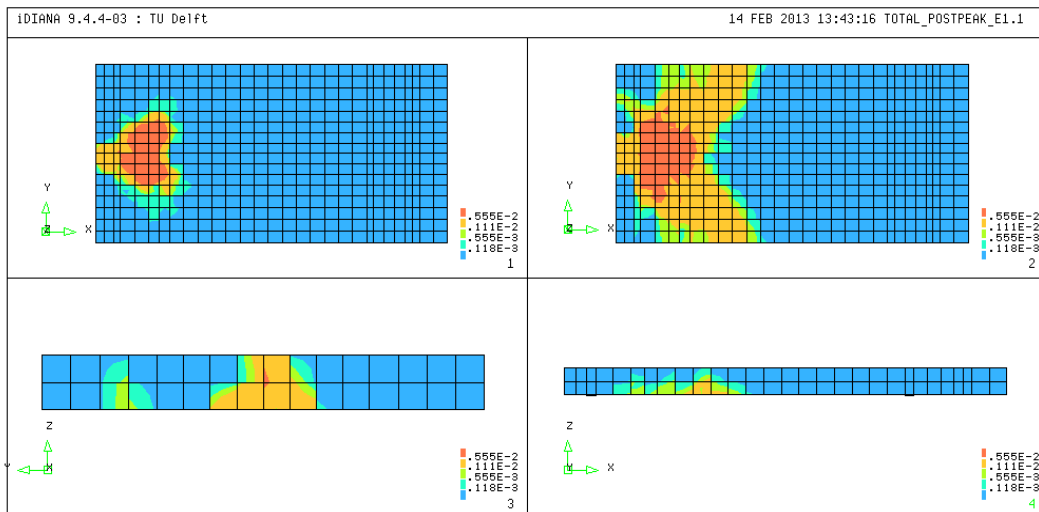 iDIANA 9.4.4-03 : TU Delft
14 FEB 2013 13:43:16 TOTAL_POSTPEAK_E1.1
Y
Z X
.555E-2
.111E-2
.555E-3
.118E-3
1
Y
Z X
.555E-2
.111E-2
.555E-3
.118E-3
2
Z
Y X
.555E-2
.111E-2
.555E-3
.118E-3
3
Z
Y X
.555E-2
.111E-2
.555E-3
.118E-3
4